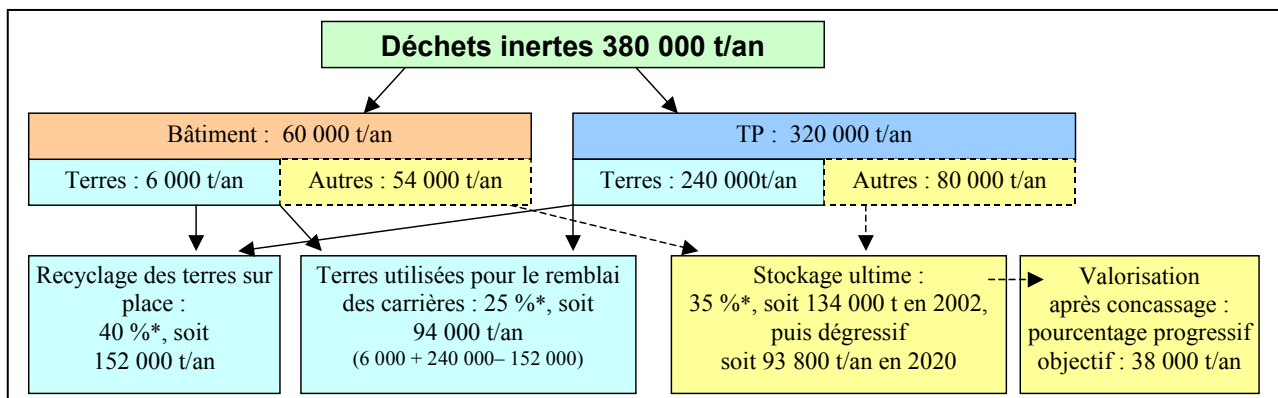 Déchets inertes 380 000 t/an
Bâtiment : 60 000 t/an
TP : 320 000 t/an
Terres : 6 000 t/an
Autres : 54 000 t/an
Terres : 240 000t/an
Autres : 80 000 t/an
Recyclage des terres sur
place :
40 %*, soit
152 000 t/an
Terres utilisées pour le remblai
des carrières : 25 %*, soit
94 000 t/an
(6 000 + 240 000– 152 000)
Stockage ultime :
35 %*, soit 134 000 t en 2002,
puis dégressif
soit 93 800 t/an en 2020
Valorisation
après concassage :
pourcentage progressif
objectif : 38 000 t/an